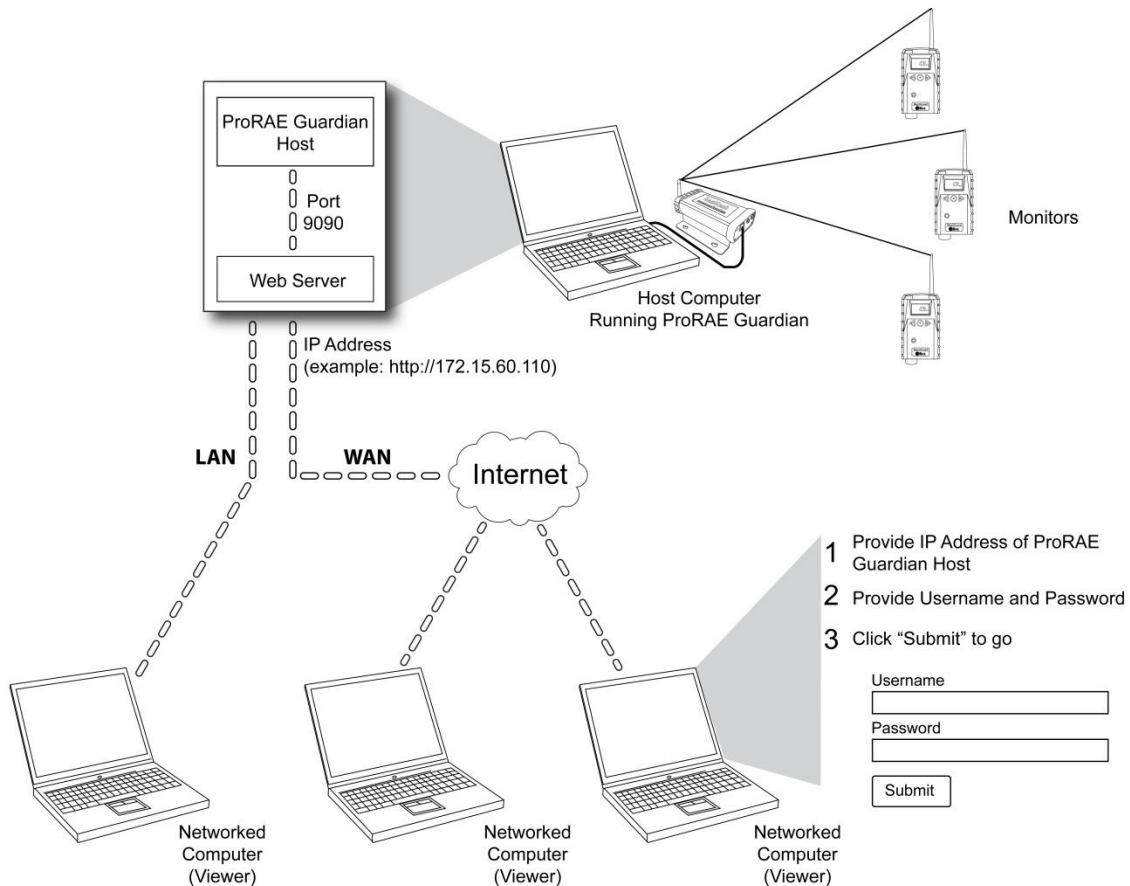 ProRAE Guardian
Host
Port
9090
Web Server
Host Computer
Running ProRAE Guardian
Monitors
IP Address
(example: http://172.15.60.110)
LAN
WAN
Internet
1 Provide IP Address of ProRAE
Guardian Host
2 Provide Username and Password
3 Click “Submit” to go
Username
Password
Submit
Networked
Computer
(Viewer)
Networked
Computer
(Viewer)
Networked
Computer
(Viewer)